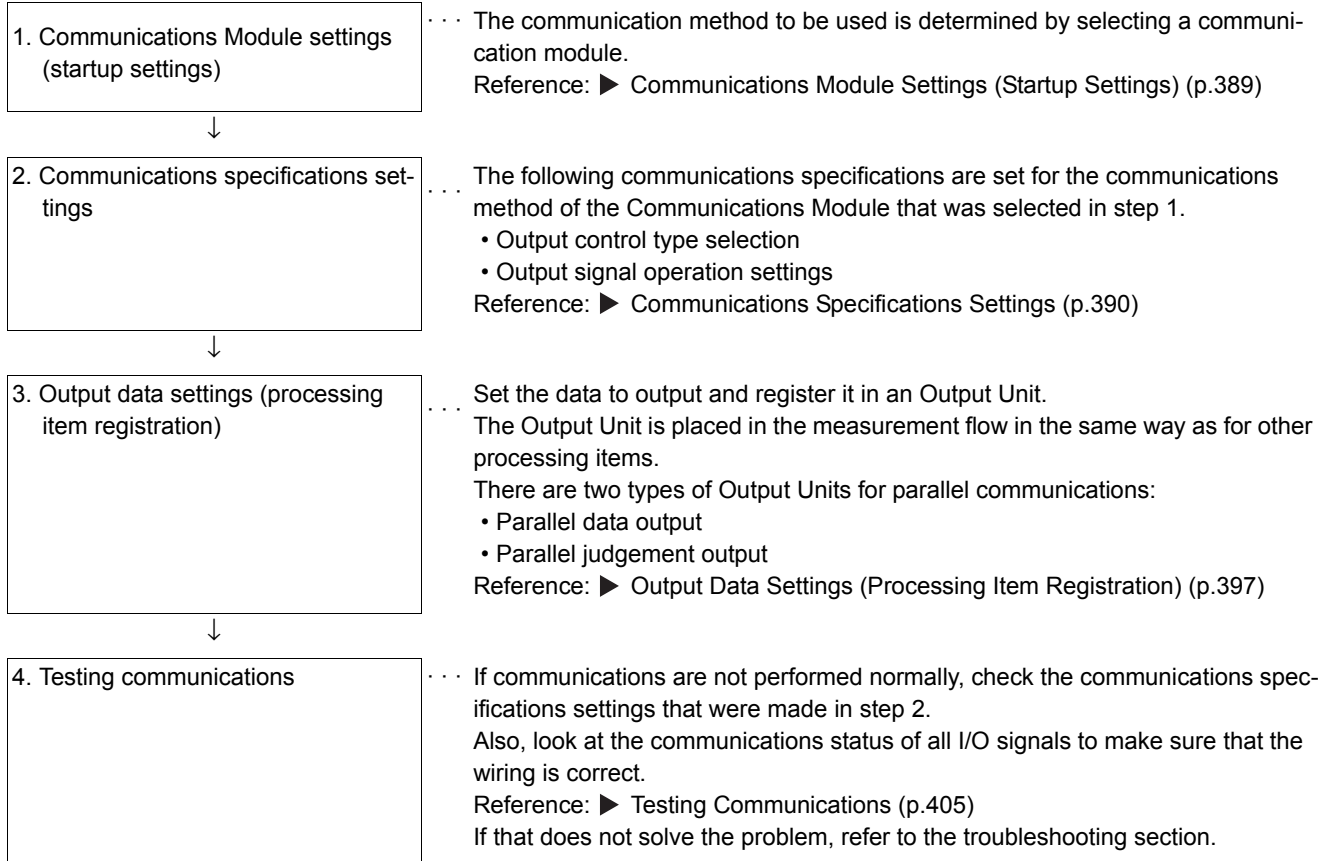 1. Communications Module settings
(startup settings)
· · · The communication method to be used is determined by selecting a communi-
cation module.
Reference: ▶ Communications Module Settings (Startup Settings) (p.389)
↓
2. Communications specifications set-
tings
· · · The following communications specifications are set for the communications
method of the Communications Module that was selected in step 1.
• Output control type selection
• Output signal operation settings
Reference: ▶ Communications Specifications Settings (p.390)
↓
3. Output data settings (processing
item registration)
· · · Set the data to output and register it in an Output Unit.
The Output Unit is placed in the measurement flow in the same way as for other
processing items.
There are two types of Output Units for parallel communications:
• Parallel data output
• Parallel judgement output
Reference: ▶ Output Data Settings (Processing Item Registration) (p.397)
↓
4. Testing communications
· · · If communications are not performed normally, check the communications spec-
ifications settings that were made in step 2.
Also, look at the communications status of all I/O signals to make sure that the
wiring is correct.
Reference: ▶ Testing Communications (p.405)
If that does not solve the problem, refer to the troubleshooting section.